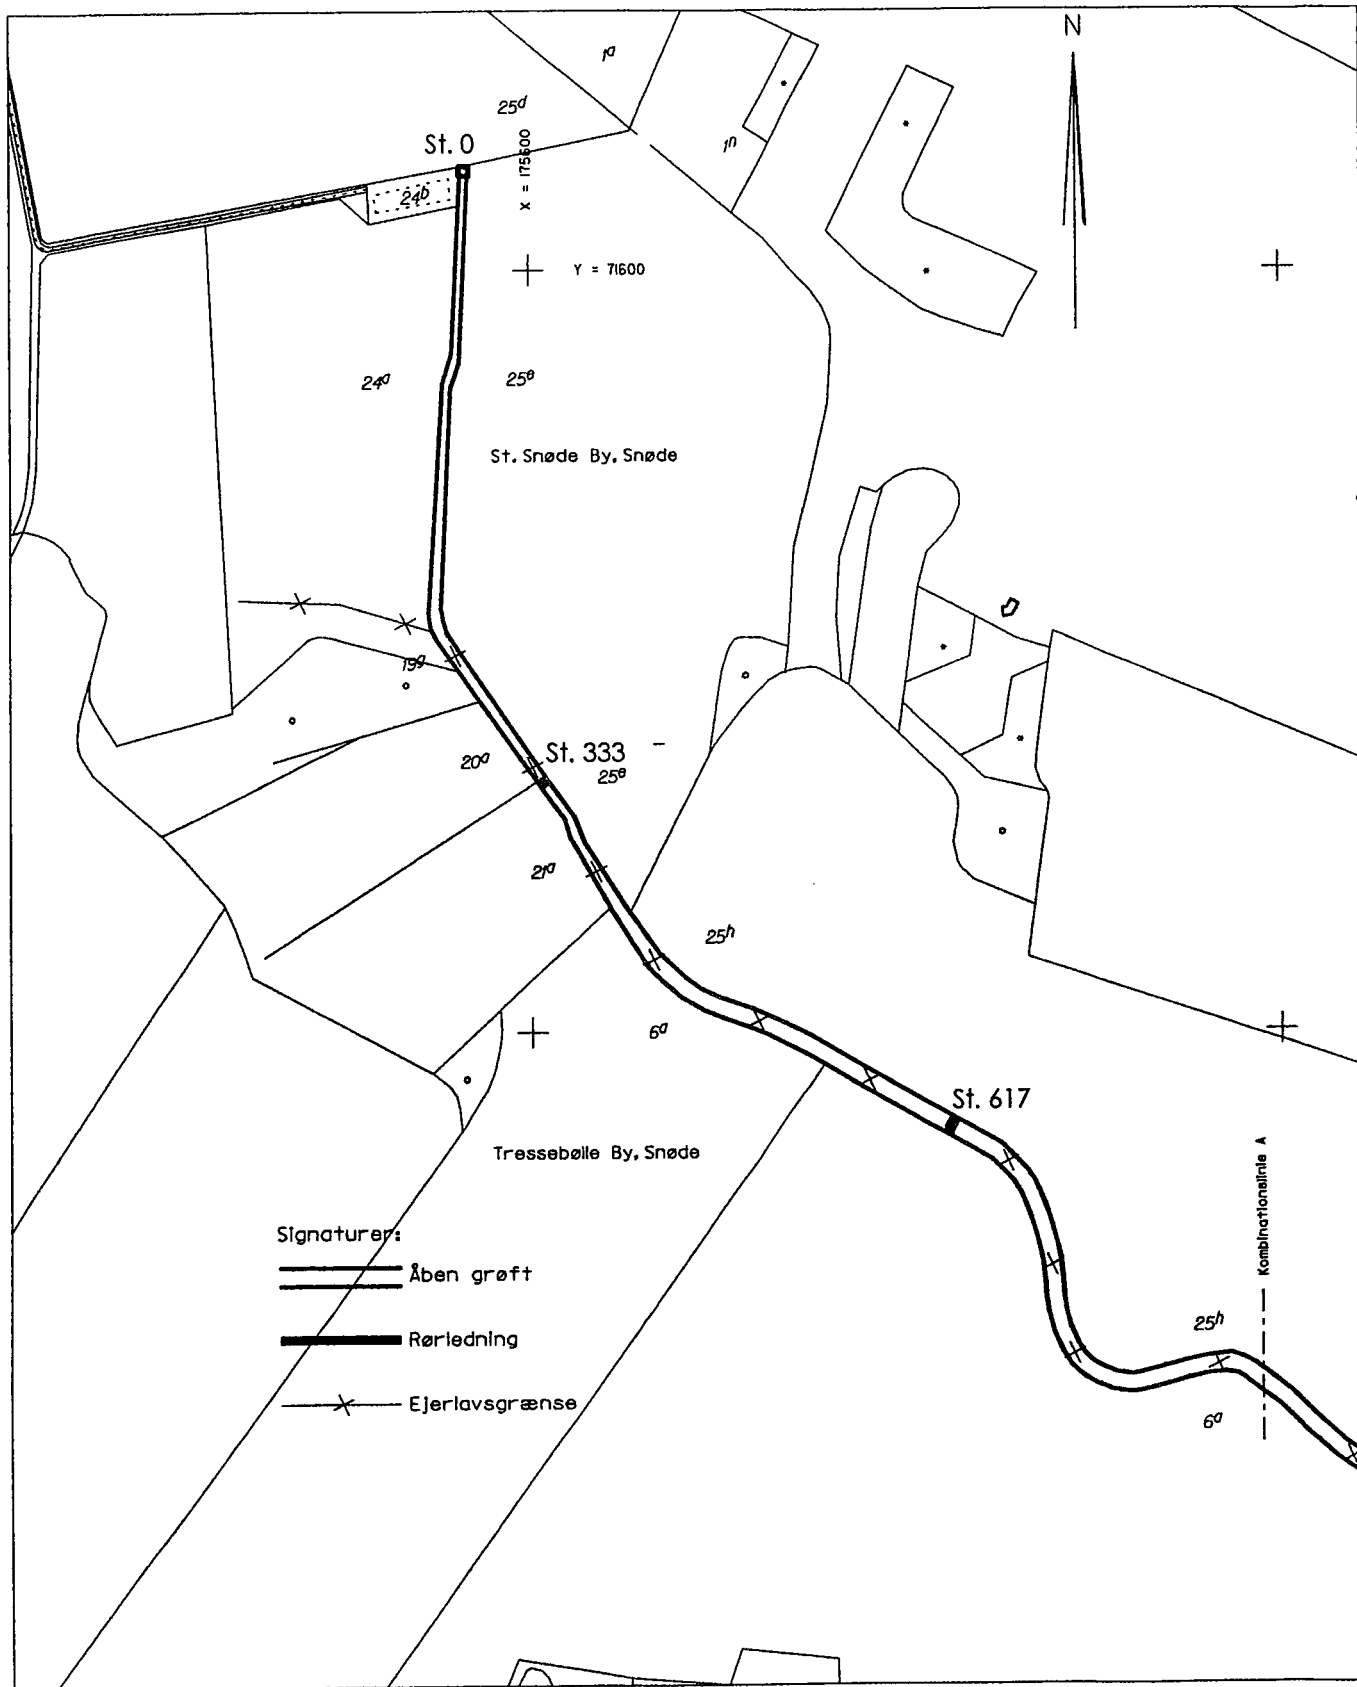 N
1a
25d
St. 0
X = 175600
1n
24b
Y = 71600
24a
25e
St. Snøde By, Snøde
19a
St. 333
20a
25e
21a
25h
6a
St. 617
Tressebølle By, Snøde
Kombinationslinie A
Signaturer:
Åben grøft
Rørledning
Ejerlavsgrænse
25h
6a